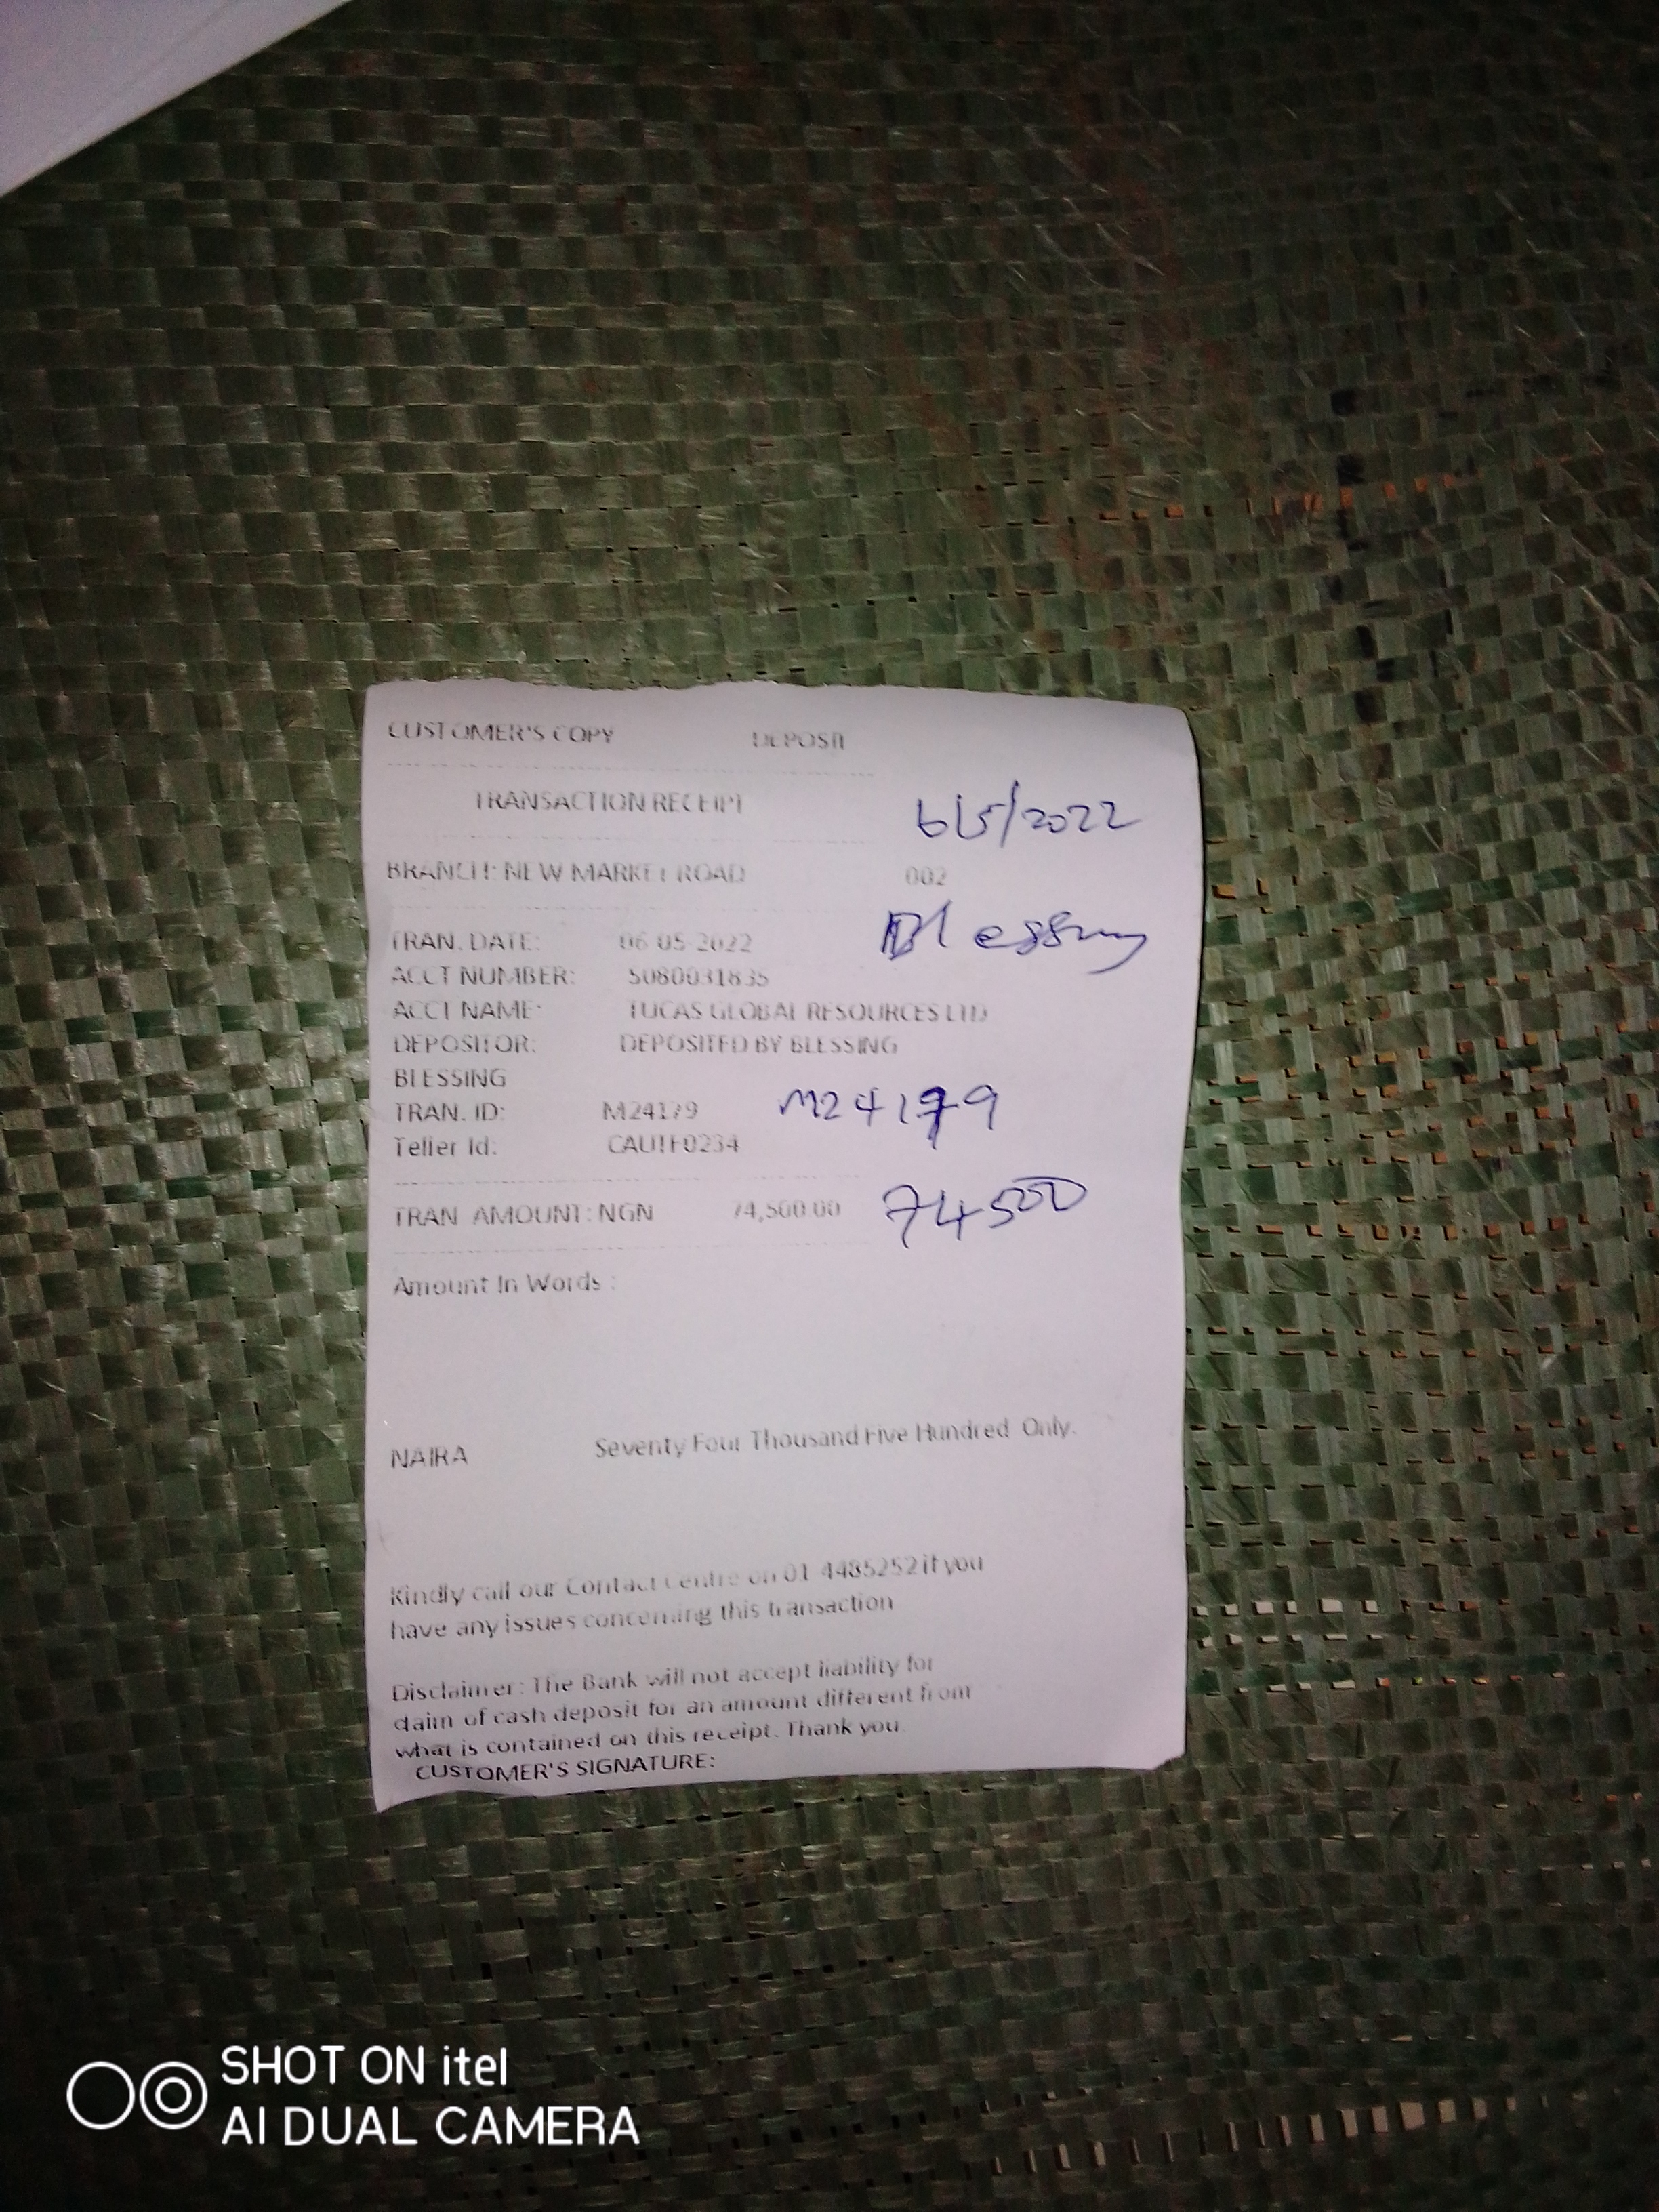 CUSTOMER'S COPY DEPOSIT
TRANSACTION RECEIPT
6/5/2022
BRANCH: NEW MARKET ROAD 002
Blessing
TRAN. DATE: 06-05-2022
ACCT NUMBER: 5080031835
ACCT NAME: TUCAS GLOBAL RESOURCES LTD
DEPOSITOR: DEPOSITED BY BLESSING
BLESSING
TRAN. ID: M24179 M24179
Teller Id:
TRAN AMOUNT: NGN 74,500.00 74500
Amount In Words :
NAIRA Seventy Four Thousand Five Hundred Only.
Kindly call our Contact Centre on 01 4485252 if you
have any issues concerning this transaction
Disclaimer: The Bank will not accept liability for
claim of cash deposit for an amount different from
what is contained on this receipt. Thank you
CUSTOMER'S SIGNATURE:
SHOT ON itel
AI DUAL CAMERA